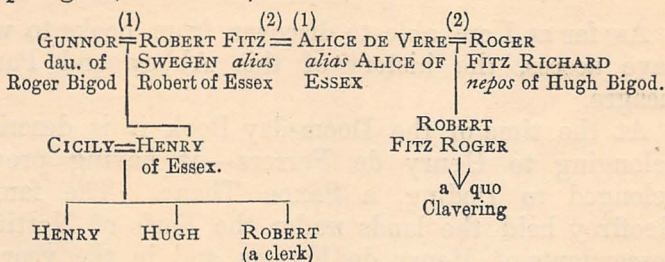 (1) (2) (1) (2)
GUNNOR ROBERT FITZ ALICE DE VERE ROGER
dau. of SWEGEN alias alias ALICE OF FITZ RICHARD
Roger Bigod Robert of Essex ESSEX nepos of Hugh Bigod.
CICILY HENRY ROBERT
of Essex. FITZ ROGER
a quo
Clavering
HENRY HUGH ROBERT
(a clerk)